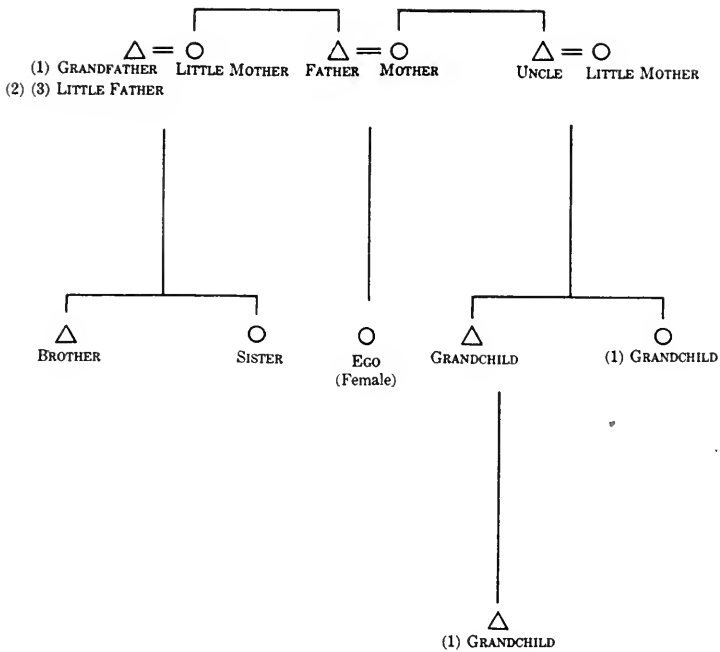 (1) GRANDFATHER LITTLE MOTHER FATHER MOTHER UNCLE LITTLE MOTHER
(2) (3) LITTLE FATHER
BROTHER SISTER EGO GRANDCHILD (1) GRANDCHILD
(Female)
(1) GRANDCHILD